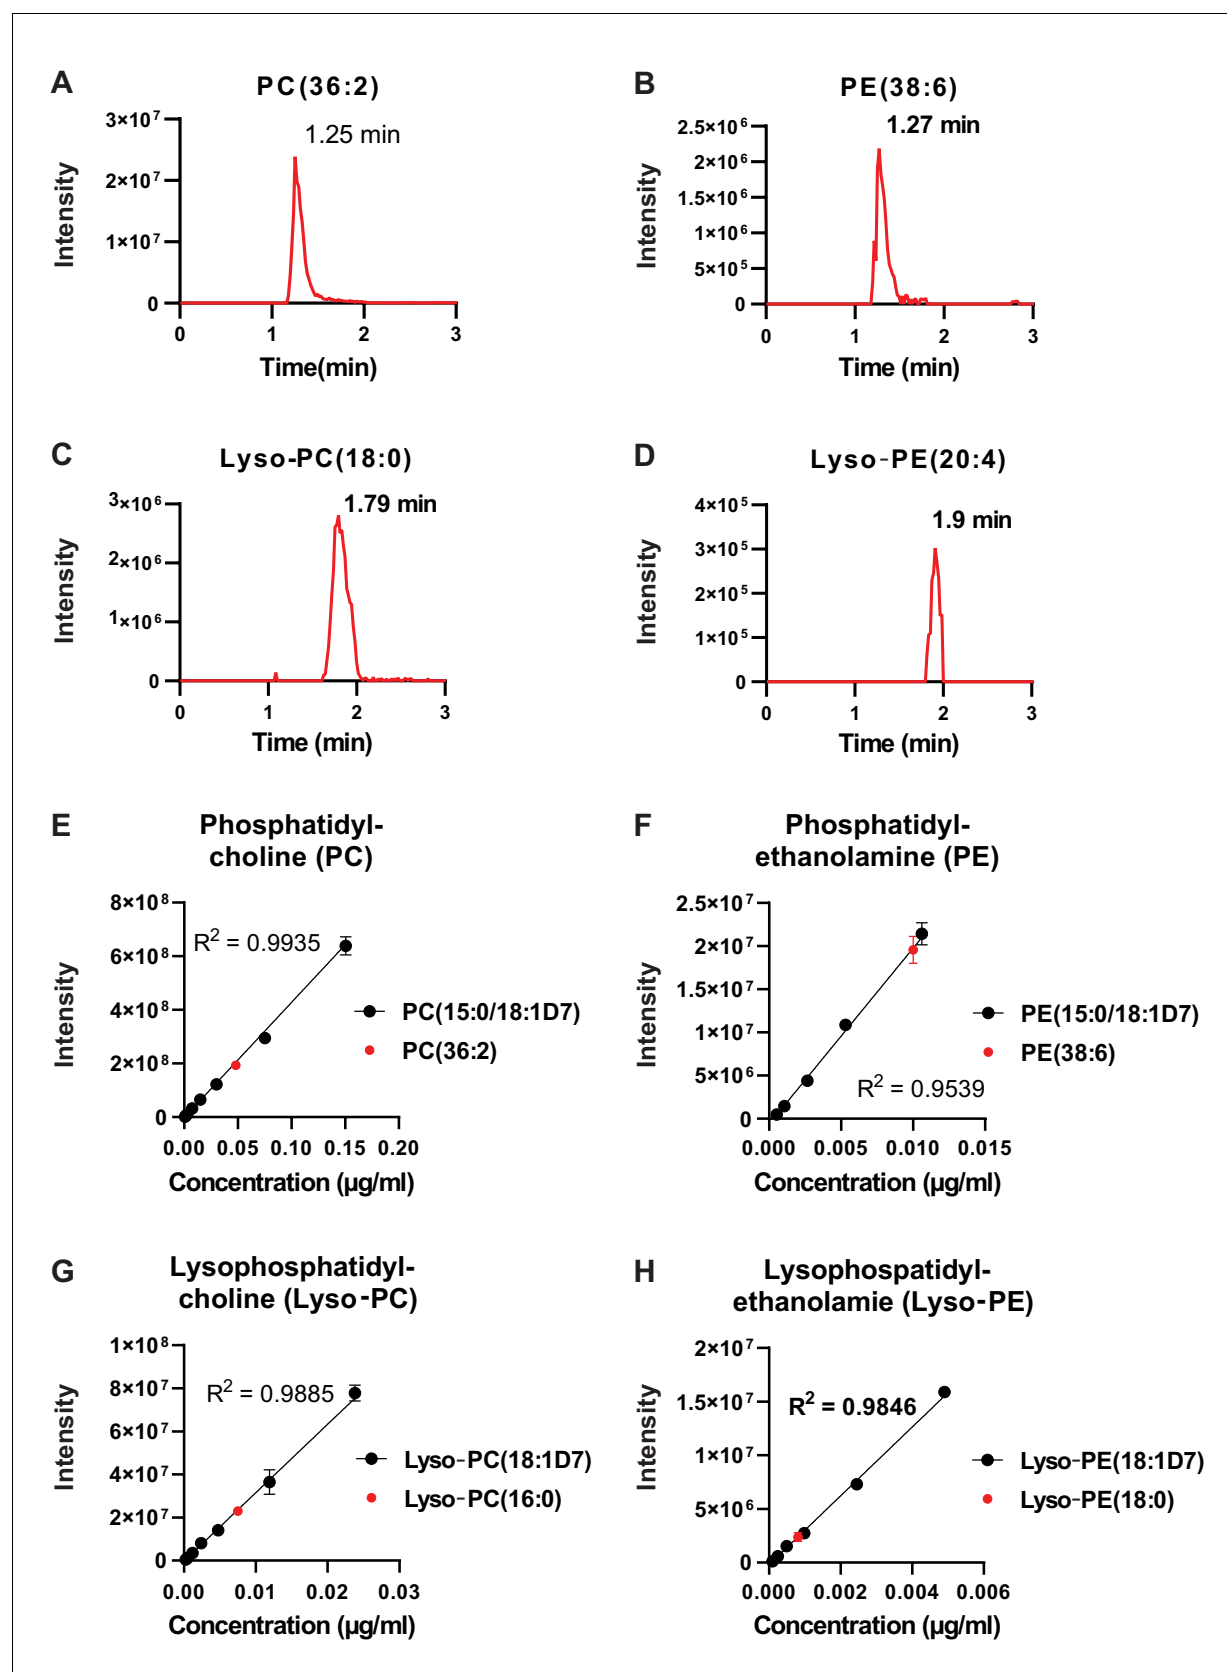 A
PC(36:2)
1.25 min
3×10⁷
2×10⁷
1×10⁷
0
Intensity
0 1 2 3
Time(min)
B
PE(38:6)
1.27 min
2.5×10⁶
2×10⁶
1.5×10⁶
1×10⁶
5×10⁵
0
Intensity
0 1 2 3
Time (min)
C
Lyso-PC(18:0)
1.79 min
3×10⁶
2×10⁶
1×10⁶
0
Intensity
0 1 2 3
Time (min)
D
Lyso-PE(20:4)
1.9 min
4×10⁵
3×10⁵
2×10⁵
1×10⁵
0
Intensity
0 1 2 3
Time (min)
E
Phosphatidyl-
choline (PC)
8×10⁸
6×10⁸
4×10⁸
2×10⁸
0
Intensity
R² = 0.9935
PC(15:0/18:1D7)
PC(36:2)
0.00 0.05 0.10 0.15 0.20
Concentration (µg/ml)
F
Phosphatidyl-
ethanolamine (PE)
2.5×10⁷
2×10⁷
1.5×10⁷
1×10⁷
5×10⁶
0
Intensity
PE(15:0/18:1D7)
PE(38:6)
R² = 0.9539
0.000 0.005 0.010 0.015
Concentration (µg/ml)
G
Lysophosphatidyl-
choline (Lyso-PC)
1×10⁸
8×10⁷
6×10⁷
4×10⁷
2×10⁷
0
Intensity
R² = 0.9885
Lyso-PC(18:1D7)
Lyso-PC(16:0)
0.00 0.01 0.02 0.03
Concentration (µg/ml)
H
Lysophospatidyl-
ethanolamie (Lyso-PE)
2×10⁷
1.5×10⁷
1×10⁷
5×10⁶
0
Intensity
R² = 0.9846
Lyso-PE(18:1D7)
Lyso-PE(18:0)
0.000 0.002 0.004 0.006
Concentration (µg/ml)